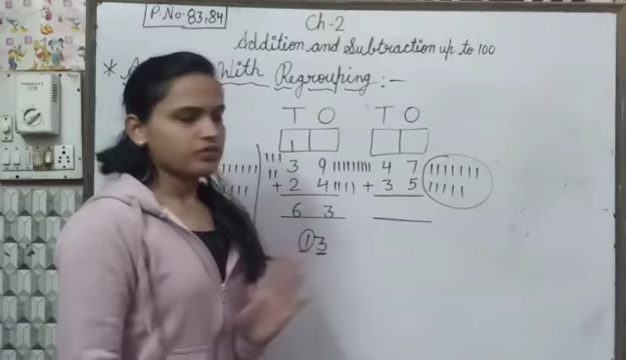 P.No-83,84
Ch-2
Addition and Subtraction up to 100
* With Regrouping :-
T O T O
1
3 9 4 7
+ 2 4 + 3 5
6 3
13